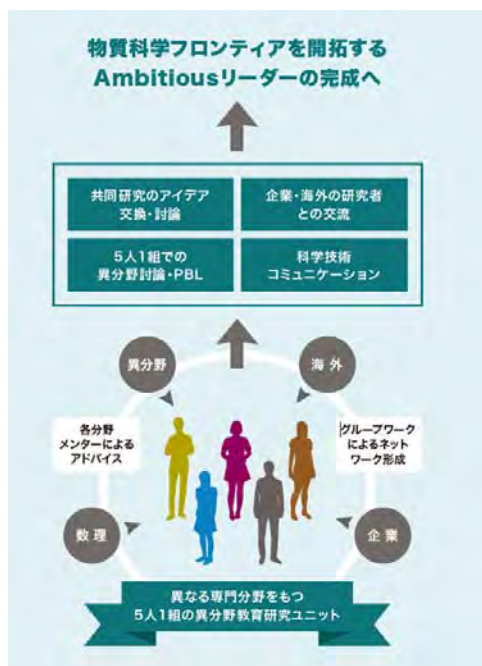 物質科学フロンティアを開拓する
Ambitiousリーダーの完成へ
共同研究のアイデア
交換・討論
企業・海外の研究者
との交流
5人1組での
異分野討論・PBL
科学技術
コミュニケーション
異分野
海外
各分野
メンターによる
アドバイス
グループワーク
によるネット
ワーク形成
数理
企業
異なる専門分野をもつ
5人1組の異分野教育研究ユニット